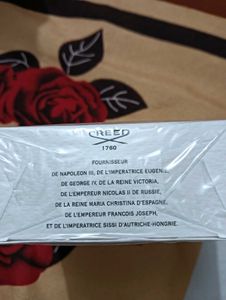 CREED
1760
FOURNISSEUR
DE NAPOLEON III, DE L'IMPERATRICE EUGENIE,
DE GEORGE IV, DE LA REINE VICTORIA,
DE L'EMPEREUR NICOLAS II DE RUSSIE,
DE LA REINE MARIA CHRISTINA D'ESPAGNE,
DE L'EMPEREUR FRANCOIS JOSEPH,
ET DE L'IMPERATRICE SISSI D'AUTRICHE-HONGRIE.